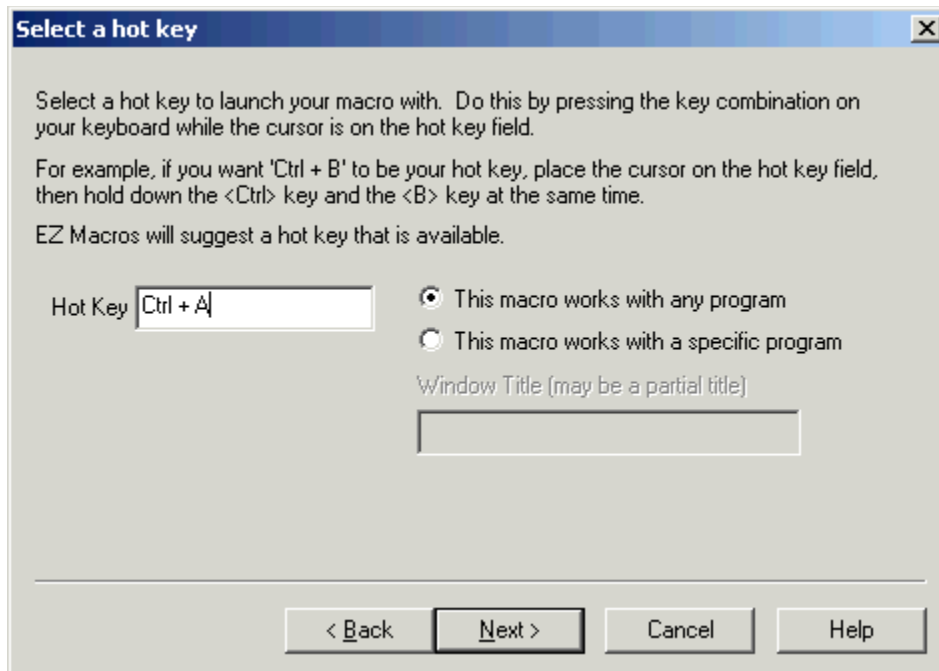 Select a hot key
Select a hot key to launch your macro with.  Do this by pressing the key combination on
your keyboard while the cursor is on the hot key field.
For example, if you want 'Ctrl + B' to be your hot key, place the cursor on the hot key field,
then hold down the <Ctrl> key and the <B> key at the same time.
EZ Macros will suggest a hot key that is available.
Hot Key Ctrl + A
This macro works with any program
This macro works with a specific program
Window Title (may be a partial title)
< Back Next > Cancel Help